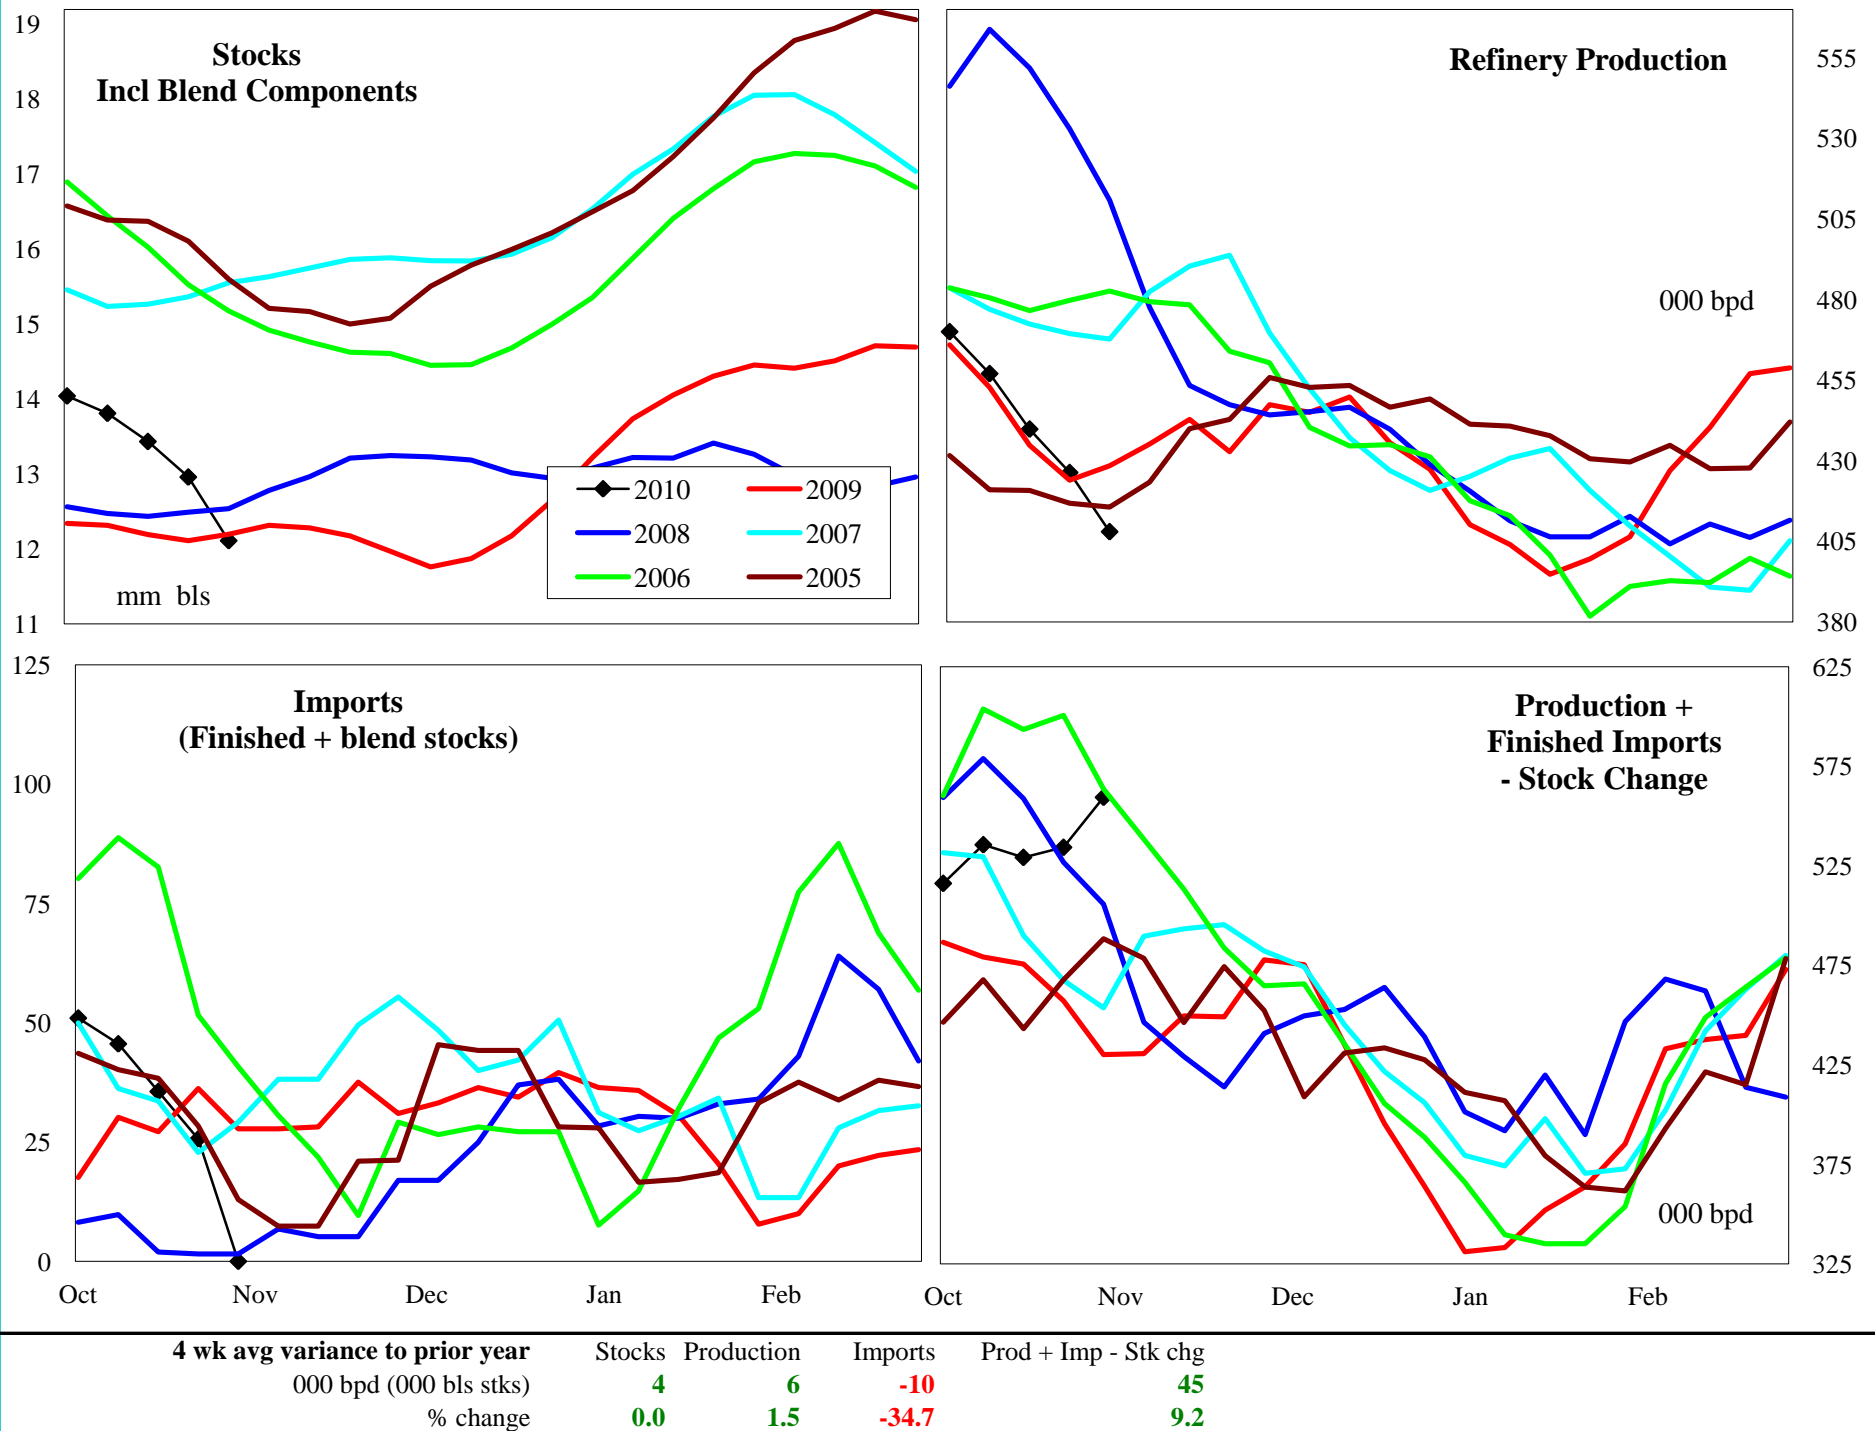 Stocks
Incl Blend Components
19
18
17
16
15
14
13
12
11
mm bls
2010
2009
2008
2007
2006
2005
Refinery Production
000 bpd
555
530
505
480
455
430
405
380
Imports
(Finished + blend stocks)
125
100
75
50
25
0
Oct Nov Dec Jan Feb
Production +
Finished Imports
- Stock Change
000 bpd
625
575
525
475
425
375
325
Oct Nov Dec Jan Feb
4 wk avg variance to prior year Stocks Production Imports Prod + Imp - Stk chg
000 bpd (000 bls stks) 4 6 -10 45
% change 0.0 1.5 -34.7 9.2